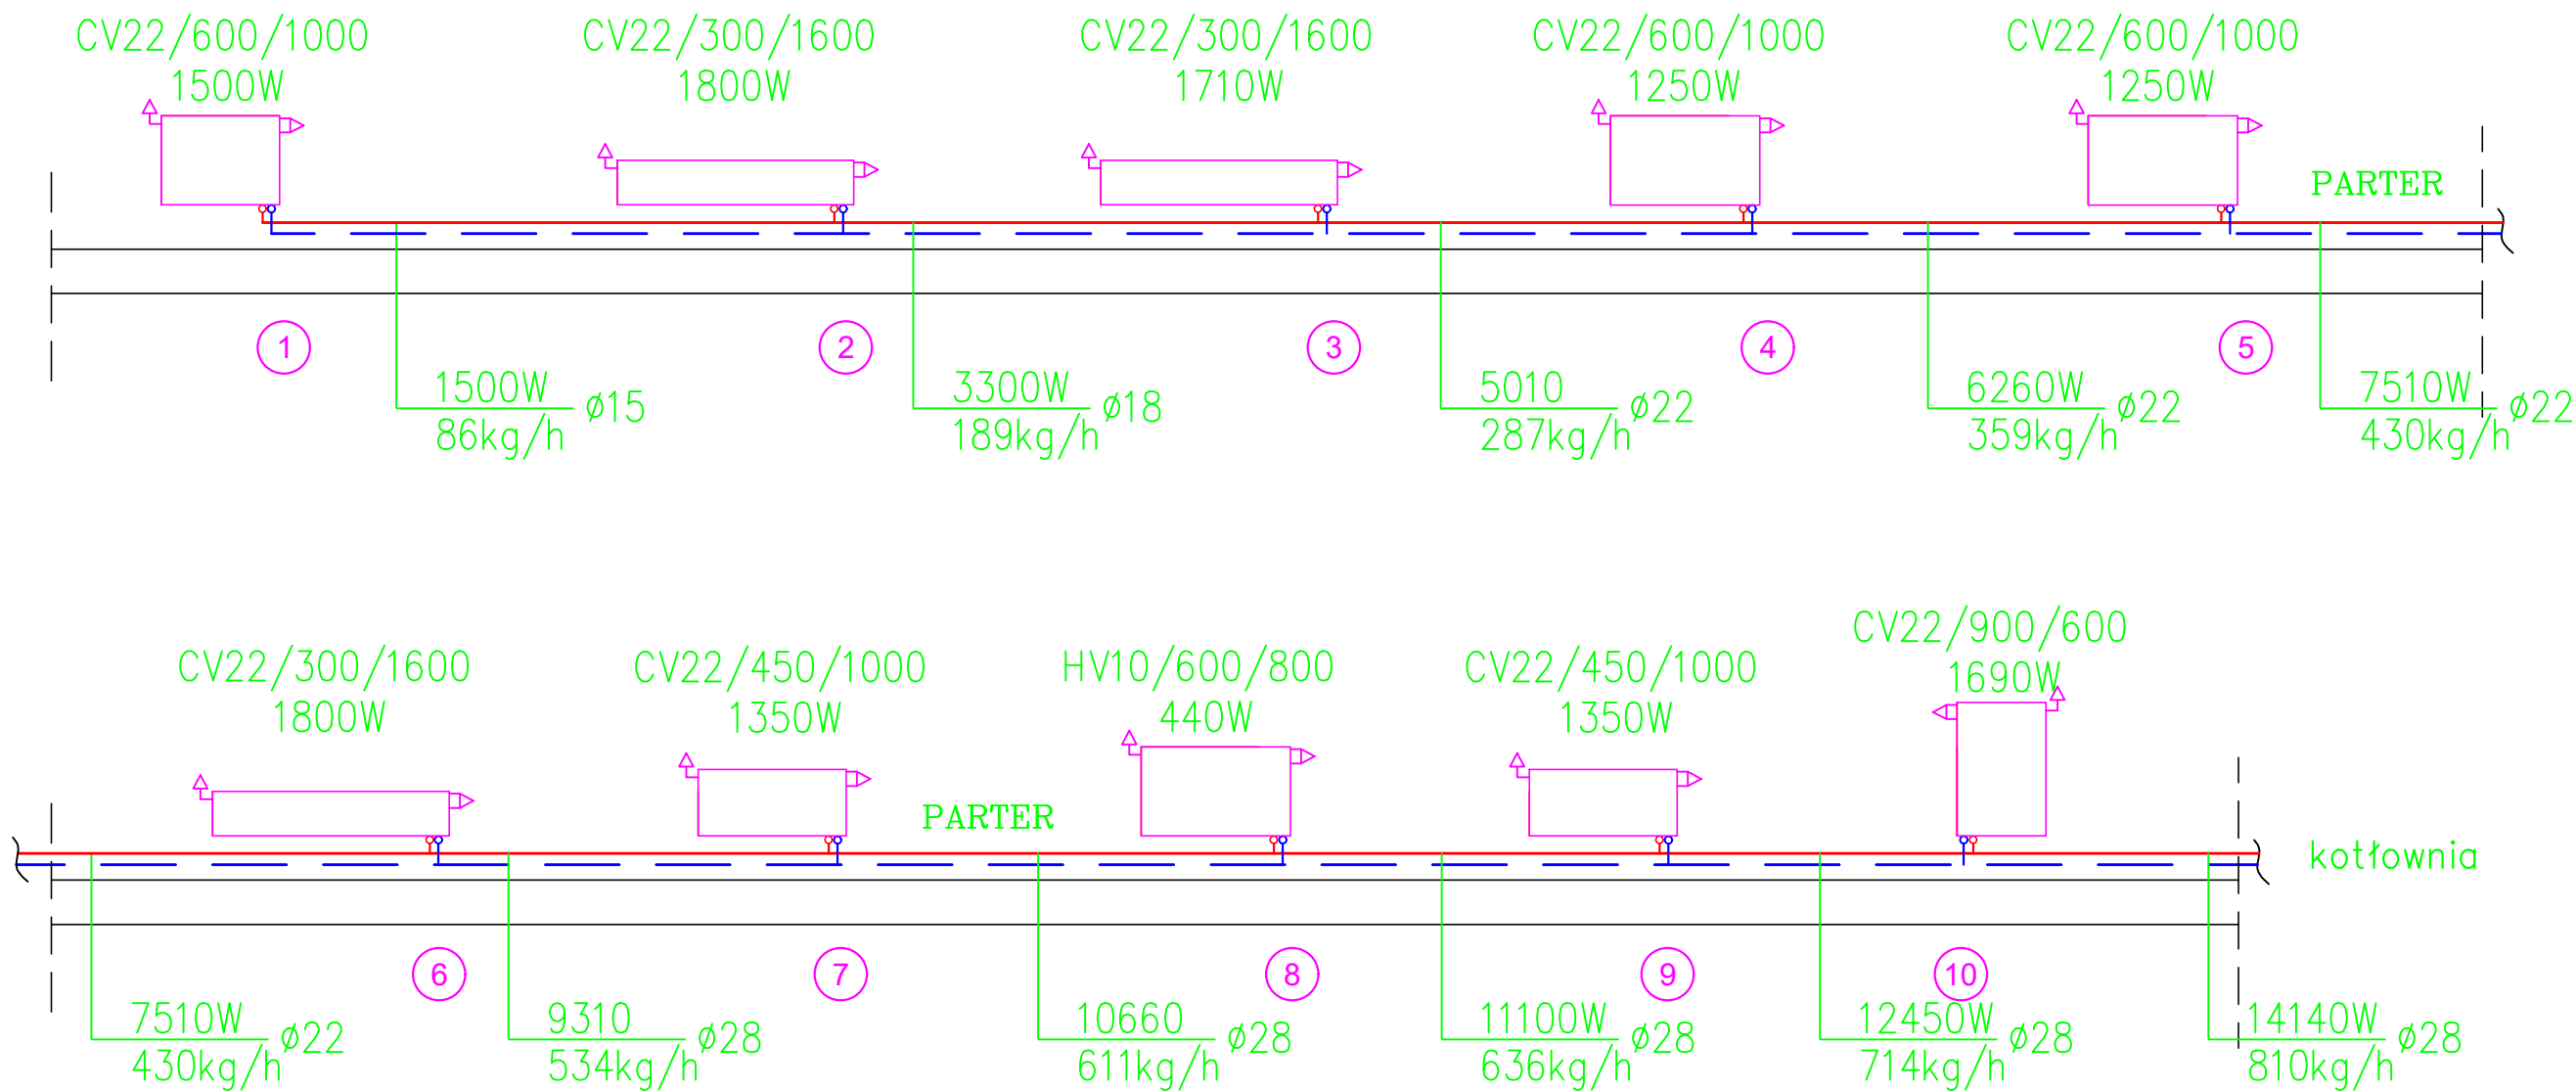 CV22/600/1000
1500W
CV22/300/1600
1800W
CV22/300/1600
1710W
CV22/600/1000
1250W
CV22/600/1000
1250W
PARTER
1
2
3
4
5
1500W
86kg/h
ø15
3300W
189kg/h
ø18
5010
287kg/h
ø22
6260W
359kg/h
ø22
7510W
430kg/h
ø22
CV22/300/1600
1800W
CV22/450/1000
1350W
HV10/600/800
440W
CV22/450/1000
1350W
CV22/900/600
1690W
PARTER
kotłownia
6
7
8
9
10
7510W
430kg/h
ø22
9310
534kg/h
ø28
10660
611kg/h
ø28
11100W
636kg/h
ø28
12450W
714kg/h
ø28
14140W
810kg/h
ø28